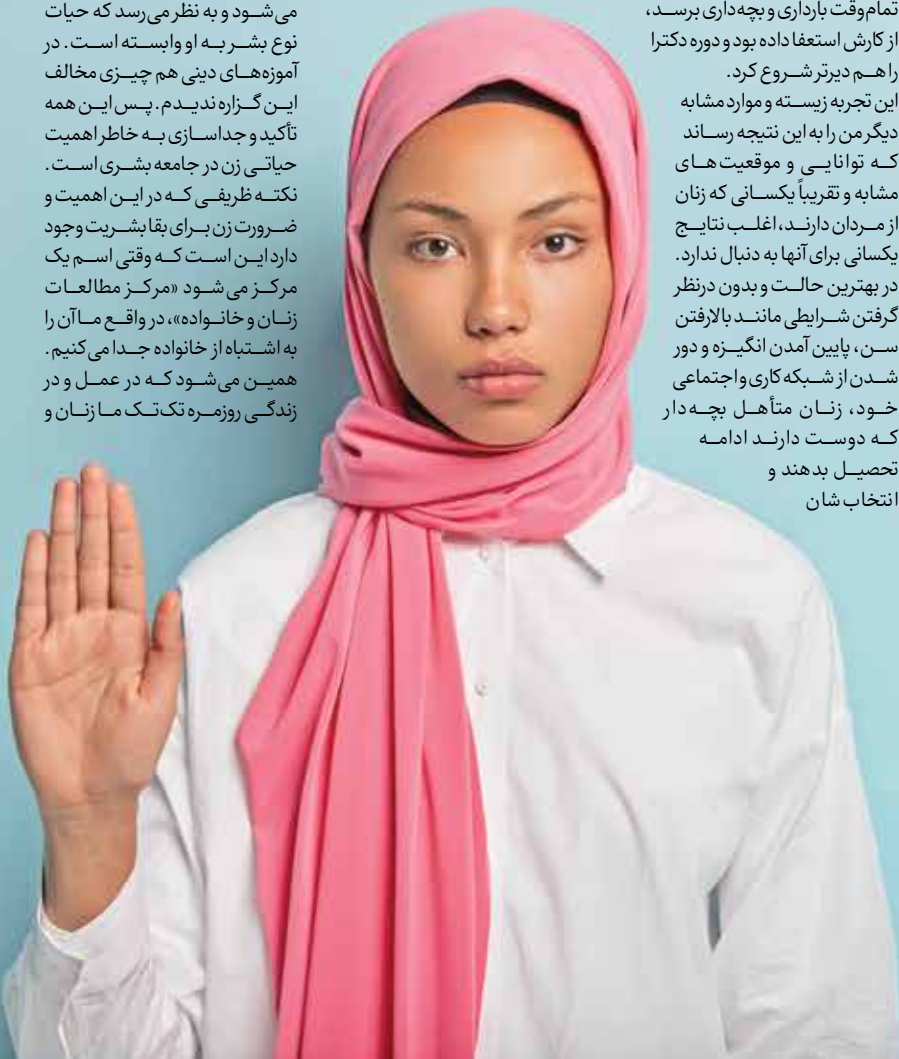 تمام‌وقت بارداری و بچه‌داری برسد،
از کارش استعفا داده بود و دوره دکترا
را هم دیرتر شروع کرد.
این تجربه زیسته و موارد مشابه
دیگر من را به این نتیجه رساند
که توانایی و موقعیت‌های
مشابه و تقریباً یکسانی که زنان
از مردان دارند، اغلب نتایج
یکسانی برای آنها به دنبال ندارد.
در بهترین حالت و بدون درنظر
گرفتن شرایطی مانند بالارفتن
سن، پایین آمدن انگیزه و دور
شدن از شبکه کاری و اجتماعی
خود، زنان متأهل بچه‌دار
که دوست دارند ادامه
تحصیل بدهند و
انتخاب‌شان
می‌شود و به نظر می‌رسد که حیات
نوع بشر به او وابسته است. در
آموزه‌های دینی هم چیزی مخالف
این گزاره ندیدم. پس این همه
تأکید و جداسازی به خاطر اهمیت
حیاتی زن در جامعه بشری است.
نکته ظریفی که در این اهمیت و
ضرورت زن برای بقا بشریت وجود
دارد این است که وقتی اسم یک
مرکز می‌شود «مرکز مطالعات
زنان و خانواده»، در واقع ما آن را
به اشتباه از خانواده جدا می‌کنیم.
همین می‌شود که در عمل و در
زندگی روزمره تک‌تک ما زنان و